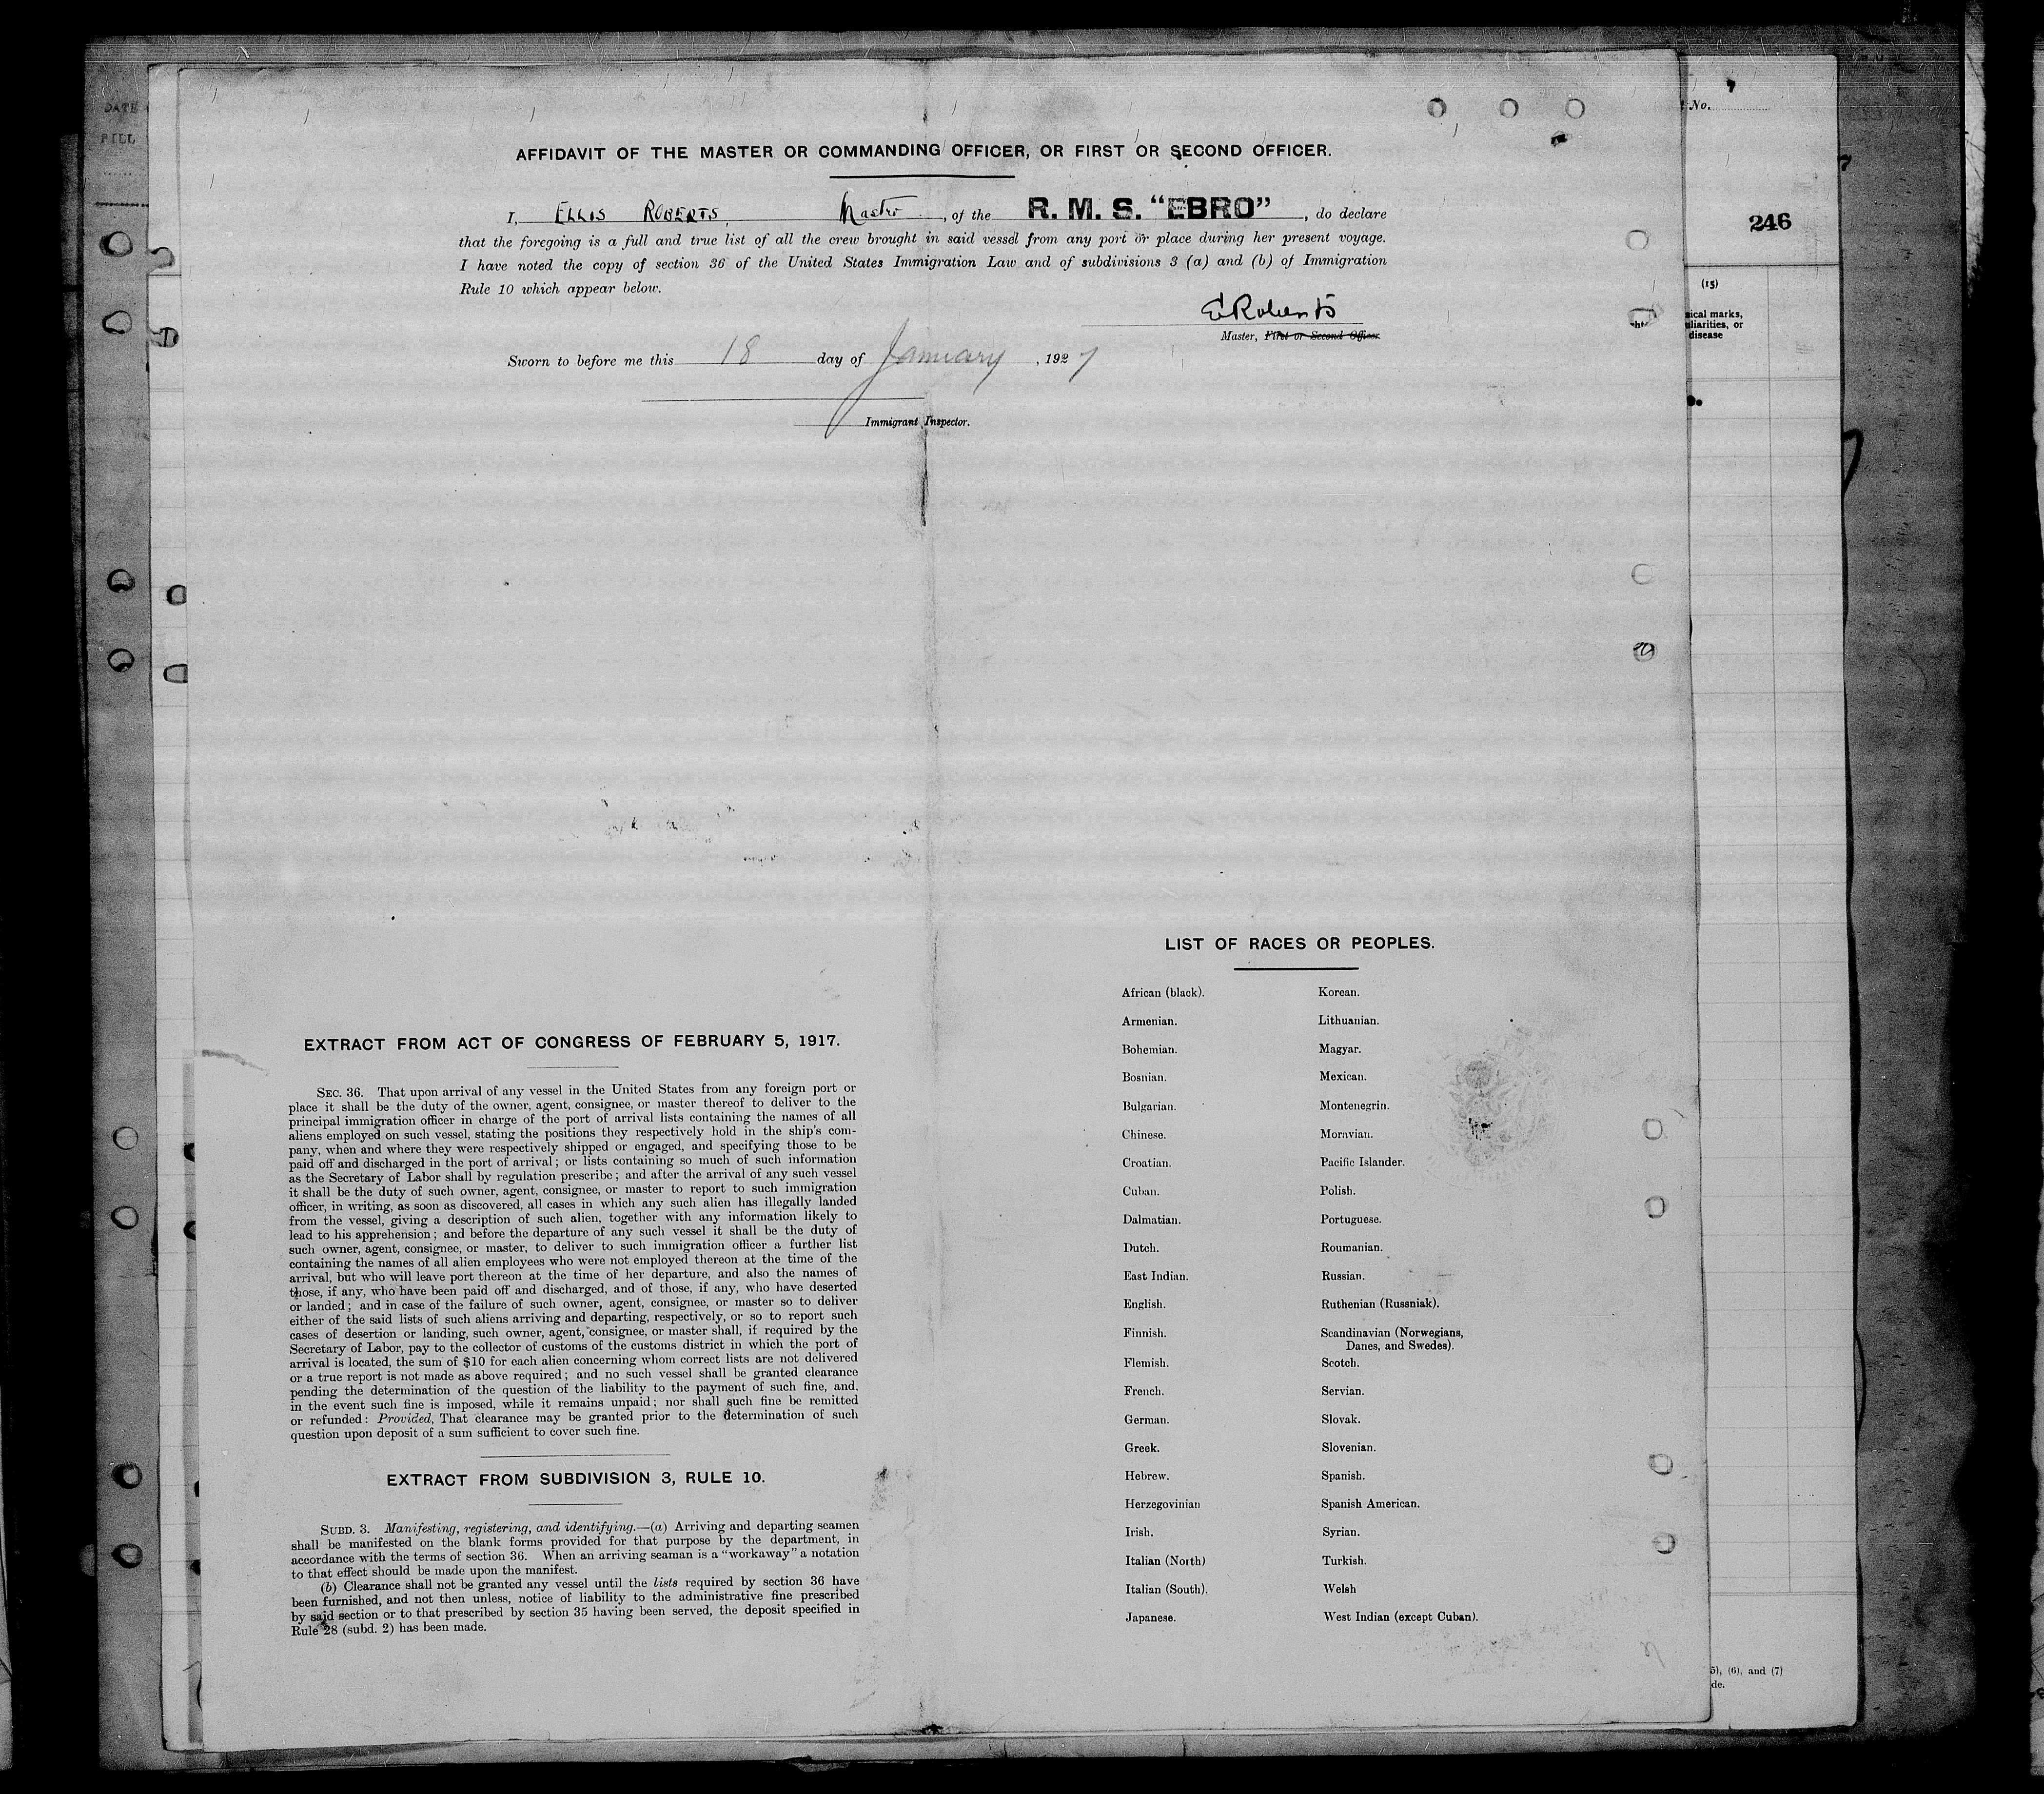 DATE
FILL
No.
246
(15)
ical marks,
uliarities, or
disease
AFFIDAVIT OF THE MASTER OR COMMANDING OFFICER, OR FIRST OR SECOND OFFICER.
I, ELLIS ROBERTS, Master, of the R. M. S. “EBRO”, do declare
that the foregoing is a full and true list of all the crew brought in said vessel from any port or place during her present voyage.
I have noted the copy of section 36 of the United States Immigration Law and of subdivisions 3 (a) and (b) of Immigration
Rule 10 which appear below.
E Roberts
Master, First or Second Officer.
Sworn to before me this 18 day of January, 1927
Immigrant Inspector.
EXTRACT FROM ACT OF CONGRESS OF FEBRUARY 5, 1917.
SEC. 36. That upon arrival of any vessel in the United States from any foreign port or
place it shall be the duty of the owner, agent, consignee, or master thereof to deliver to the
principal immigration officer in charge of the port of arrival lists containing the names of all
aliens employed on such vessel, stating the positions they respectively hold in the ship's com-
pany, when and where they were respectively shipped or engaged, and specifying those to be
paid off and discharged in the port of arrival; or lists containing so much of such information
as the Secretary of Labor shall by regulation prescribe; and after the arrival of any such vessel
it shall be the duty of such owner, agent, consignee, or master to report to such immigration
officer, in writing, as soon as discovered, all cases in which any such alien has illegally landed
from the vessel, giving a description of such alien, together with any information likely to
lead to his apprehension; and before the departure of any such vessel it shall be the duty of
such owner, agent, consignee, or master, to deliver to such immigration officer a further list
containing the names of all alien employees who were not employed thereon at the time of the
arrival, but who will leave port thereon at the time of her departure, and also the names of
those, if any, who have been paid off and discharged, and of those, if any, who have deserted
or landed; and in case of the failure of such owner, agent, consignee, or master so to deliver
either of the said lists of such aliens arriving and departing, respectively, or so to report such
cases of desertion or landing, such owner, agent, consignee, or master shall, if required by the
Secretary of Labor, pay to the collector of customs of the customs district in which the port of
arrival is located, the sum of $10 for each alien concerning whom correct lists are not delivered
or a true report is not made as above required; and no such vessel shall be granted clearance
pending the determination of the question of the liability to the payment of such fine, and,
in the event such fine is imposed, while it remains unpaid; nor shall such fine be remitted
or refunded: Provided, That clearance may be granted prior to the determination of such
question upon deposit of a sum sufficient to cover such fine.
EXTRACT FROM SUBDIVISION 3, RULE 10.
SUBD. 3. Manifesting, registering, and identifying.—(a) Arriving and departing seamen
shall be manifested on the blank forms provided for that purpose by the department, in
accordance with the terms of section 36. When an arriving seaman is a “workaway” a notation
to that effect should be made upon the manifest.
(b) Clearance shall not be granted any vessel until the lists required by section 36 have
been furnished, and not then unless, notice of liability to the administrative fine prescribed
by said section or to that prescribed by section 35 having been served, the deposit specified in
Rule 28 (subd. 2) has been made.
LIST OF RACES OR PEOPLES.
African (black).
Armenian.
Bohemian.
Bosnian.
Bulgarian.
Chinese.
Croatian.
Cuban.
Dalmatian.
Dutch.
East Indian.
English.
Finnish.
Flemish.
French.
German.
Greek.
Hebrew.
Herzegovinian
Irish.
Italian (North)
Italian (South).
Japanese.
Korean.
Lithuanian.
Magyar.
Mexican.
Montenegrin.
Moravian.
Pacific Islander.
Polish.
Portuguese.
Roumanian.
Russian.
Ruthenian (Russniak).
Scandinavian (Norwegians,
Danes, and Swedes).
Scotch.
Servian.
Slovak.
Slovenian.
Spanish.
Spanish American.
Syrian.
Turkish.
Welsh
West Indian (except Cuban).
5), (6), and (7)
de.